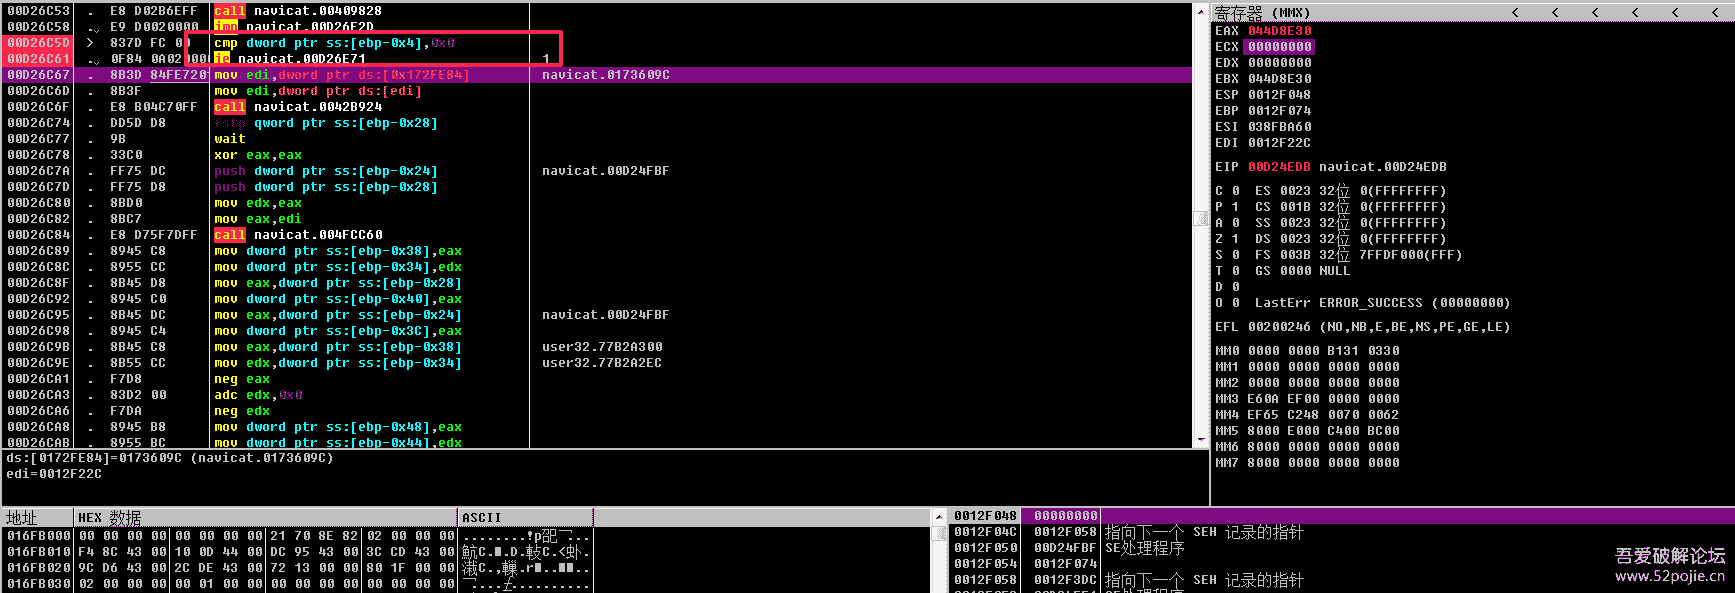 00D26C53 . E8 D02B6EFF call navicat.00409828
00D26C58 . E9 D0020000 jmp navicat.00D26F2D
00D26C5D > 837D FC 00 cmp dword ptr ss:[ebp-0x4],0x0
00D26C61 . 0F84 0A020000 je navicat.00D26E71 1
00D26C67 . 8B3D 84FE7201 mov edi,dword ptr ds:[0x172FE84] navicat.0173609C
00D26C6D . 8B3F mov edi,dword ptr ds:[edi]
00D26C6F . E8 B04C70FF call navicat.0042B924
00D26C74 . DD5D D8 fstp qword ptr ss:[ebp-0x28]
00D26C77 . 9B wait
00D26C78 . 33C0 xor eax,eax
00D26C7A . FF75 DC push dword ptr ss:[ebp-0x24] navicat.00D24FBF
00D26C7D . FF75 D8 push dword ptr ss:[ebp-0x28]
00D26C80 . 8BD0 mov edx,eax
00D26C82 . 8BC7 mov eax,edi
00D26C84 . E8 D75F7DFF call navicat.004FCC60
00D26C89 . 8945 C8 mov dword ptr ss:[ebp-0x38],eax
00D26C8C . 8955 CC mov dword ptr ss:[ebp-0x34],edx
00D26C8F . 8B45 D8 mov eax,dword ptr ss:[ebp-0x28]
00D26C92 . 8945 C0 mov dword ptr ss:[ebp-0x40],eax
00D26C95 . 8B45 DC mov eax,dword ptr ss:[ebp-0x24] navicat.00D24FBF
00D26C98 . 8945 C4 mov dword ptr ss:[ebp-0x3C],eax
00D26C9B . 8B45 C8 mov eax,dword ptr ss:[ebp-0x38] user32.77B2A300
00D26C9E . 8B55 CC mov edx,dword ptr ss:[ebp-0x34] user32.77B2A2EC
00D26CA1 . F7D8 neg eax
00D26CA3 . 83D2 00 adc edx,0x0
00D26CA6 . F7DA neg edx
00D26CA8 . 8945 B8 mov dword ptr ss:[ebp-0x48],eax
00D26CAB . 8955 BC mov dword ptr ss:[ebp-0x44],edx
ds:[0172FE84]=0173609C (navicat.0173609C)
edi=0012F22C
寄存器 (MMX) < < < < < <
EAX 044D8E30
ECX 00000000
EDX 00000000
EBX 044D8E30
ESP 0012F048
EBP 0012F074
ESI 038FBA60
EDI 0012F22C
EIP 00D24EDB navicat.00D24EDB
C 0 ES 0023 32位 0(FFFFFFFF)
P 1 CS 001B 32位 0(FFFFFFFF)
A 0 SS 0023 32位 0(FFFFFFFF)
Z 1 DS 0023 32位 0(FFFFFFFF)
S 0 FS 003B 32位 7FFDF000(FFF)
T 0 GS 0000 NULL
D 0
O 0 LastErr ERROR_SUCCESS (00000000)
EFL 00200246 (NO,NB,E,BE,NS,PE,GE,LE)
MM0 0000 0000 B131 0330
MM1 0000 0000 0000 0000
MM2 0000 0000 0000 0000
MM3 E60A EF00 0000 0000
MM4 EF65 C248 0070 0062
MM5 8000 E000 C400 BC00
MM6 8000 0000 0000 0000
MM7 8000 0000 0000 0000
地址 HEX 数据 ASCII
016FB000 00 00 00 00 00 00 00 00 21 70 8E 82 02 00 00 00
016FB010 F4 8C 43 00 10 0D 44 00 DC 95 43 00 3C CD 43 00
016FB020 9C D6 43 00 2C DE 43 00 72 13 00 00 80 1F 00 00
016FB030 02 00 00 00 00 01 00 00 00 00 00 00 00 00 00 00
0012F048 00000000
0012F04C 0012F058 指向下一个 SEH 记录的指针
0012F050 00D24FBF SE处理程序
0012F054 0012F074
0012F058 0012F3DC 指向下一个 SEH 记录的指针
吾爱破解论坛
www.52pojie.cn